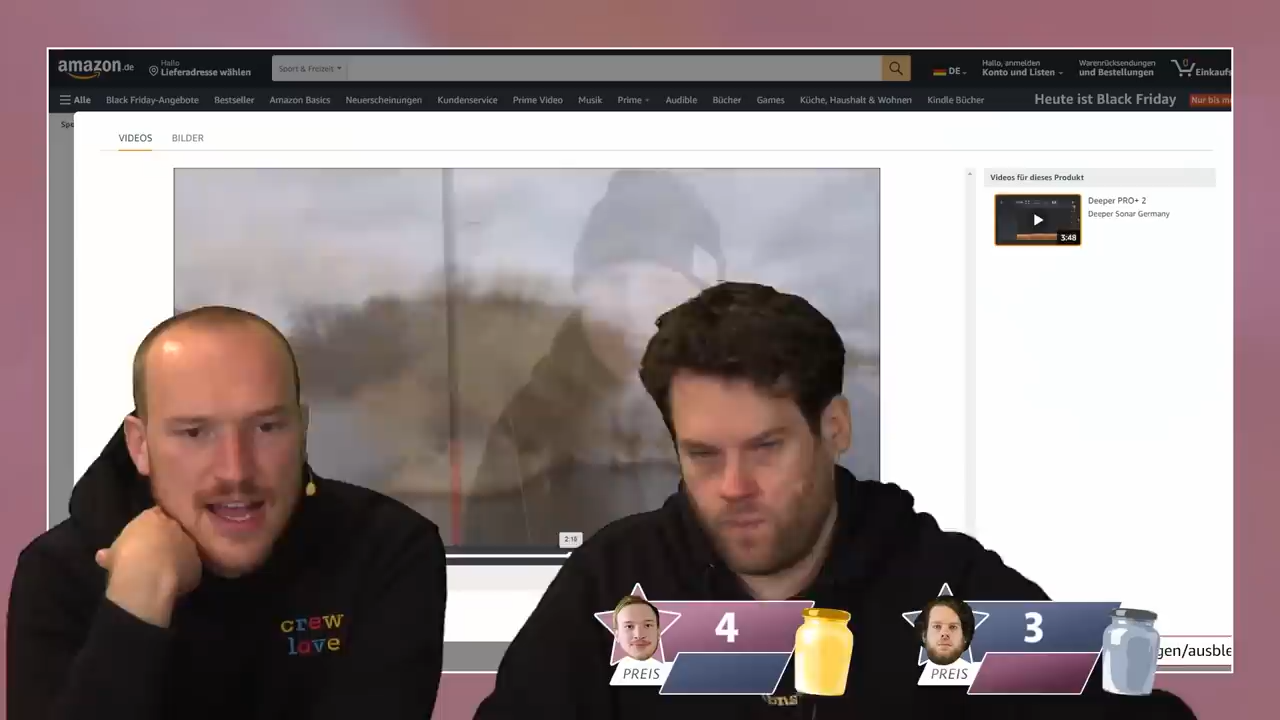 amazon.de
Hallo
Lieferadresse wählen
Sport & Freizeit
DE
Hallo, anmelden
Konto und Listen
Warenrücksendungen
und Bestellungen
0
Einkaufs
Alle
Black Friday-Angebote
Bestseller
Amazon Basics
Neuerscheinungen
Kundenservice
Prime Video
Musik
Prime
Audible
Bücher
Games
Küche, Haushalt & Wohnen
Kindle Bücher
Heute ist Black Friday
Nur bis m
Spo
VIDEOS
BILDER
Videos für dieses Produkt
Deeper PRO+ 2
Deeper Sonar Germany
3:48
2:18
crew
love
4
PREIS
3
PREIS
gen/ausble